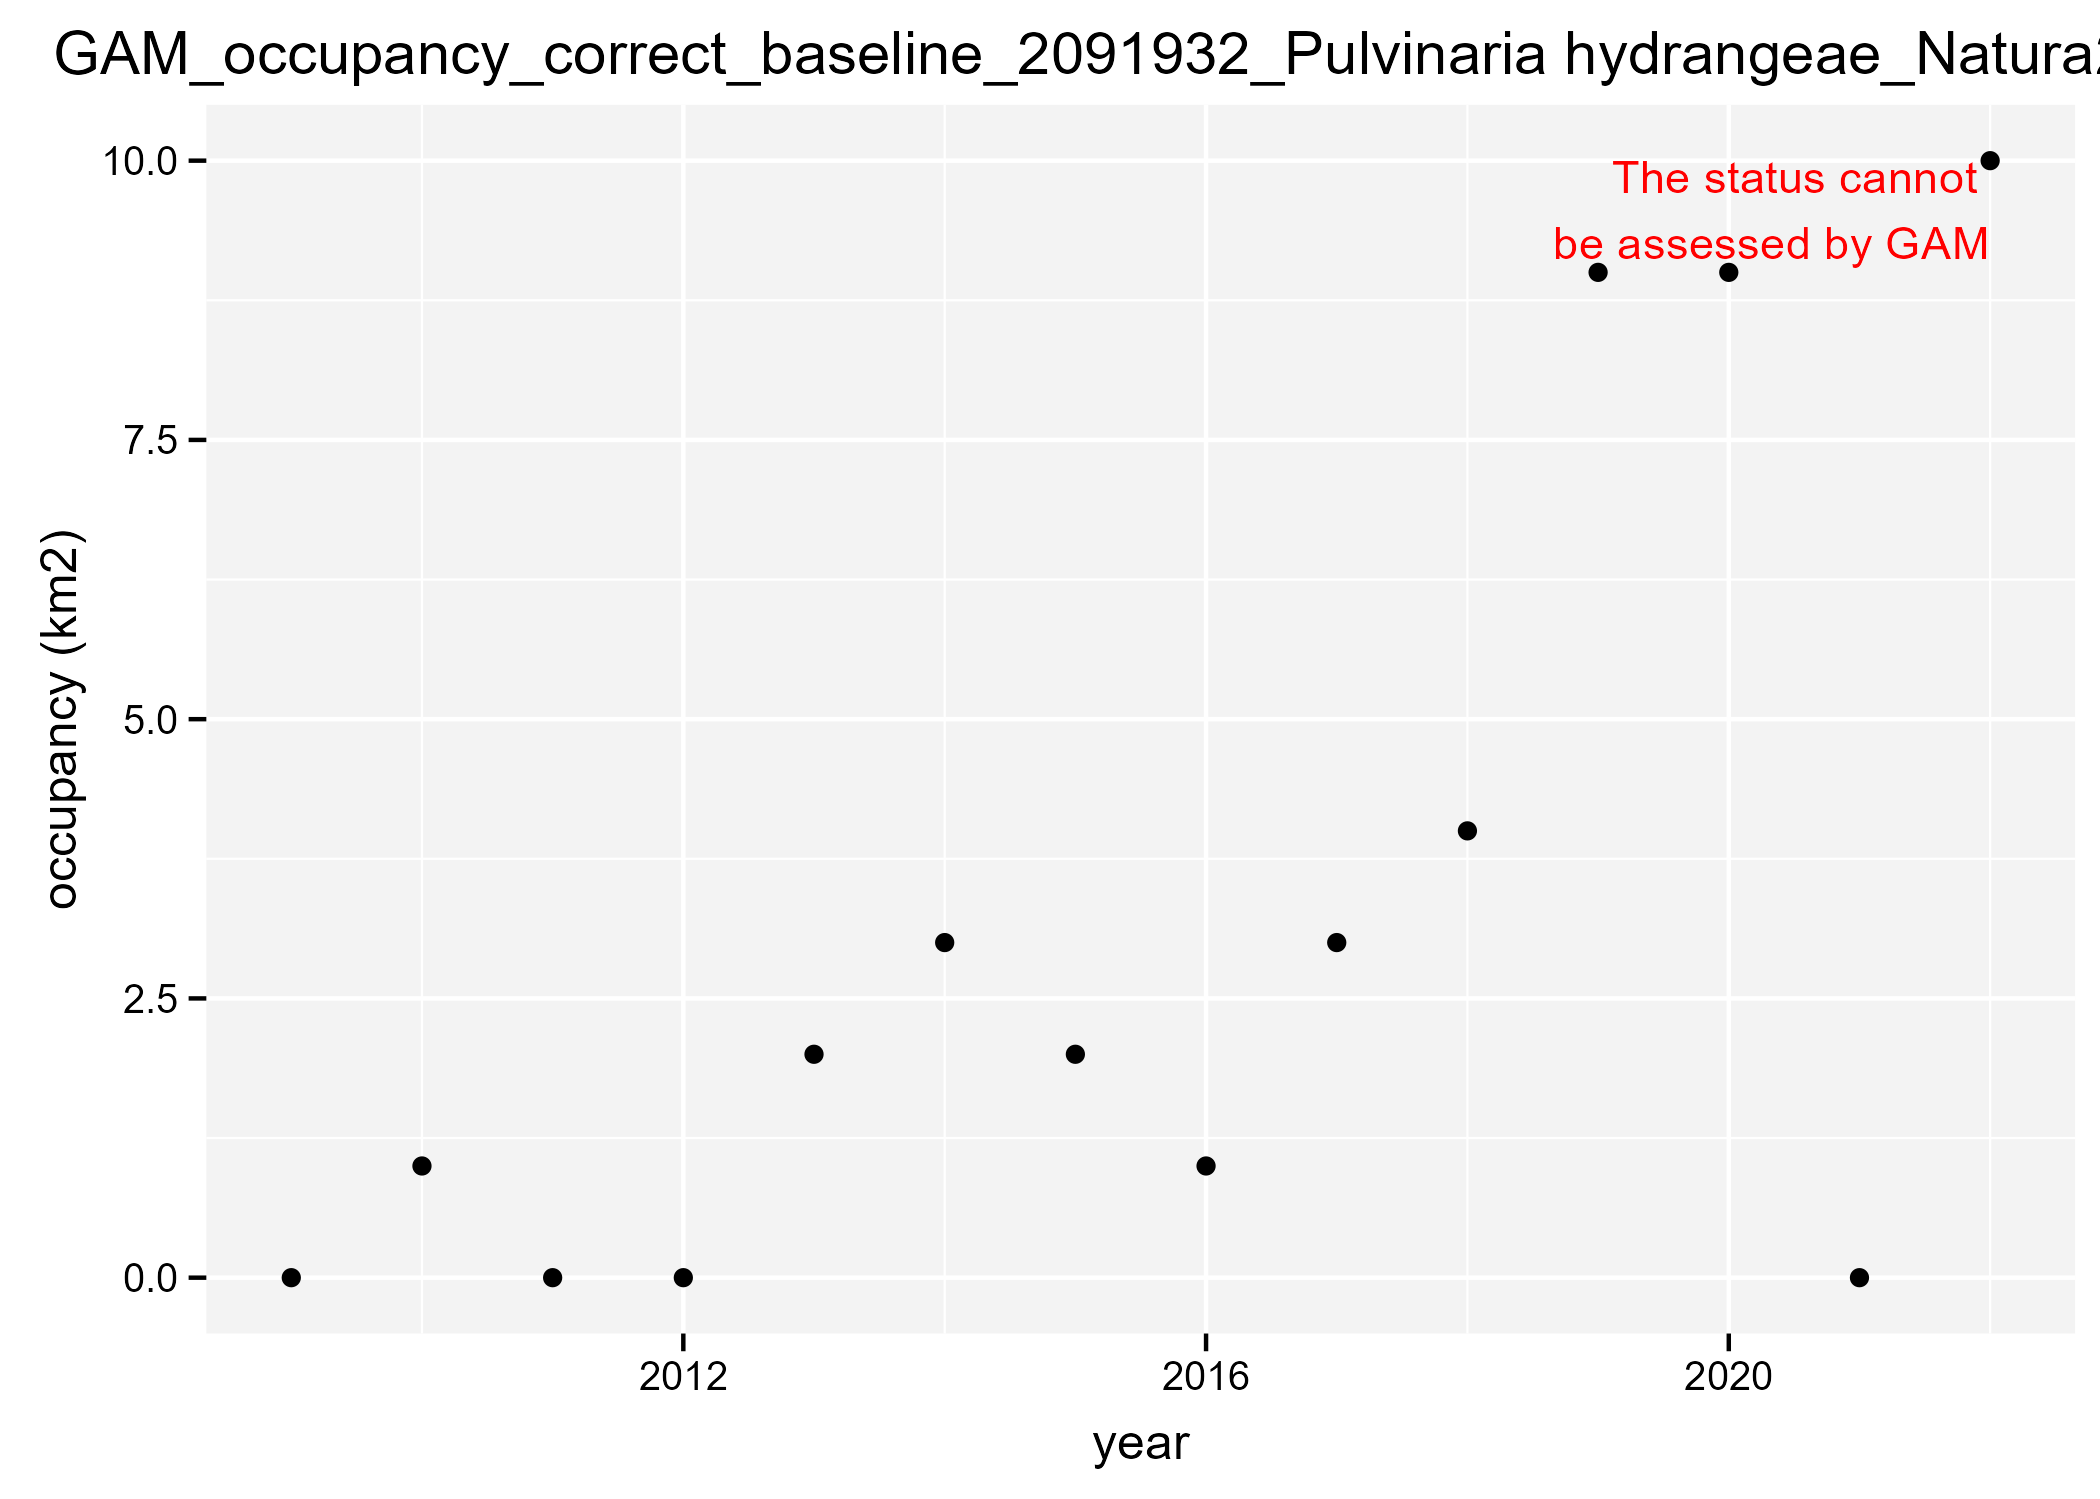 GAM_occupancy_correct_baseline_2091932_Pulvinaria hydrangeae_Natura2
10.0
The status cannot
be assessed by GAM
7.5
occupancy (km2)
5.0
2.5
0.0
2012
2016
2020
year